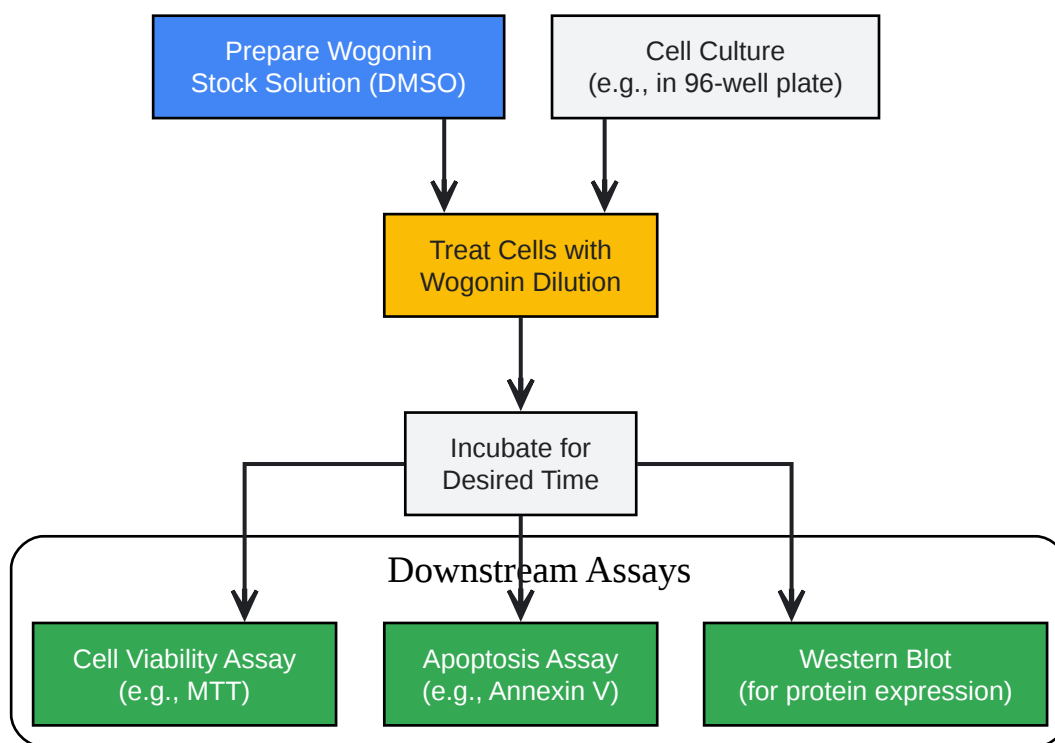 Prepare Wogonin
Stock Solution (DMSO)
Cell Culture
(e.g., in 96-well plate)
Treat Cells with
Wogonin Dilution
Incubate for
Desired Time
Downstream Assays
Cell Viability Assay
(e.g., MTT)
Apoptosis Assay
(e.g., Annexin V)
Western Blot
(for protein expression)